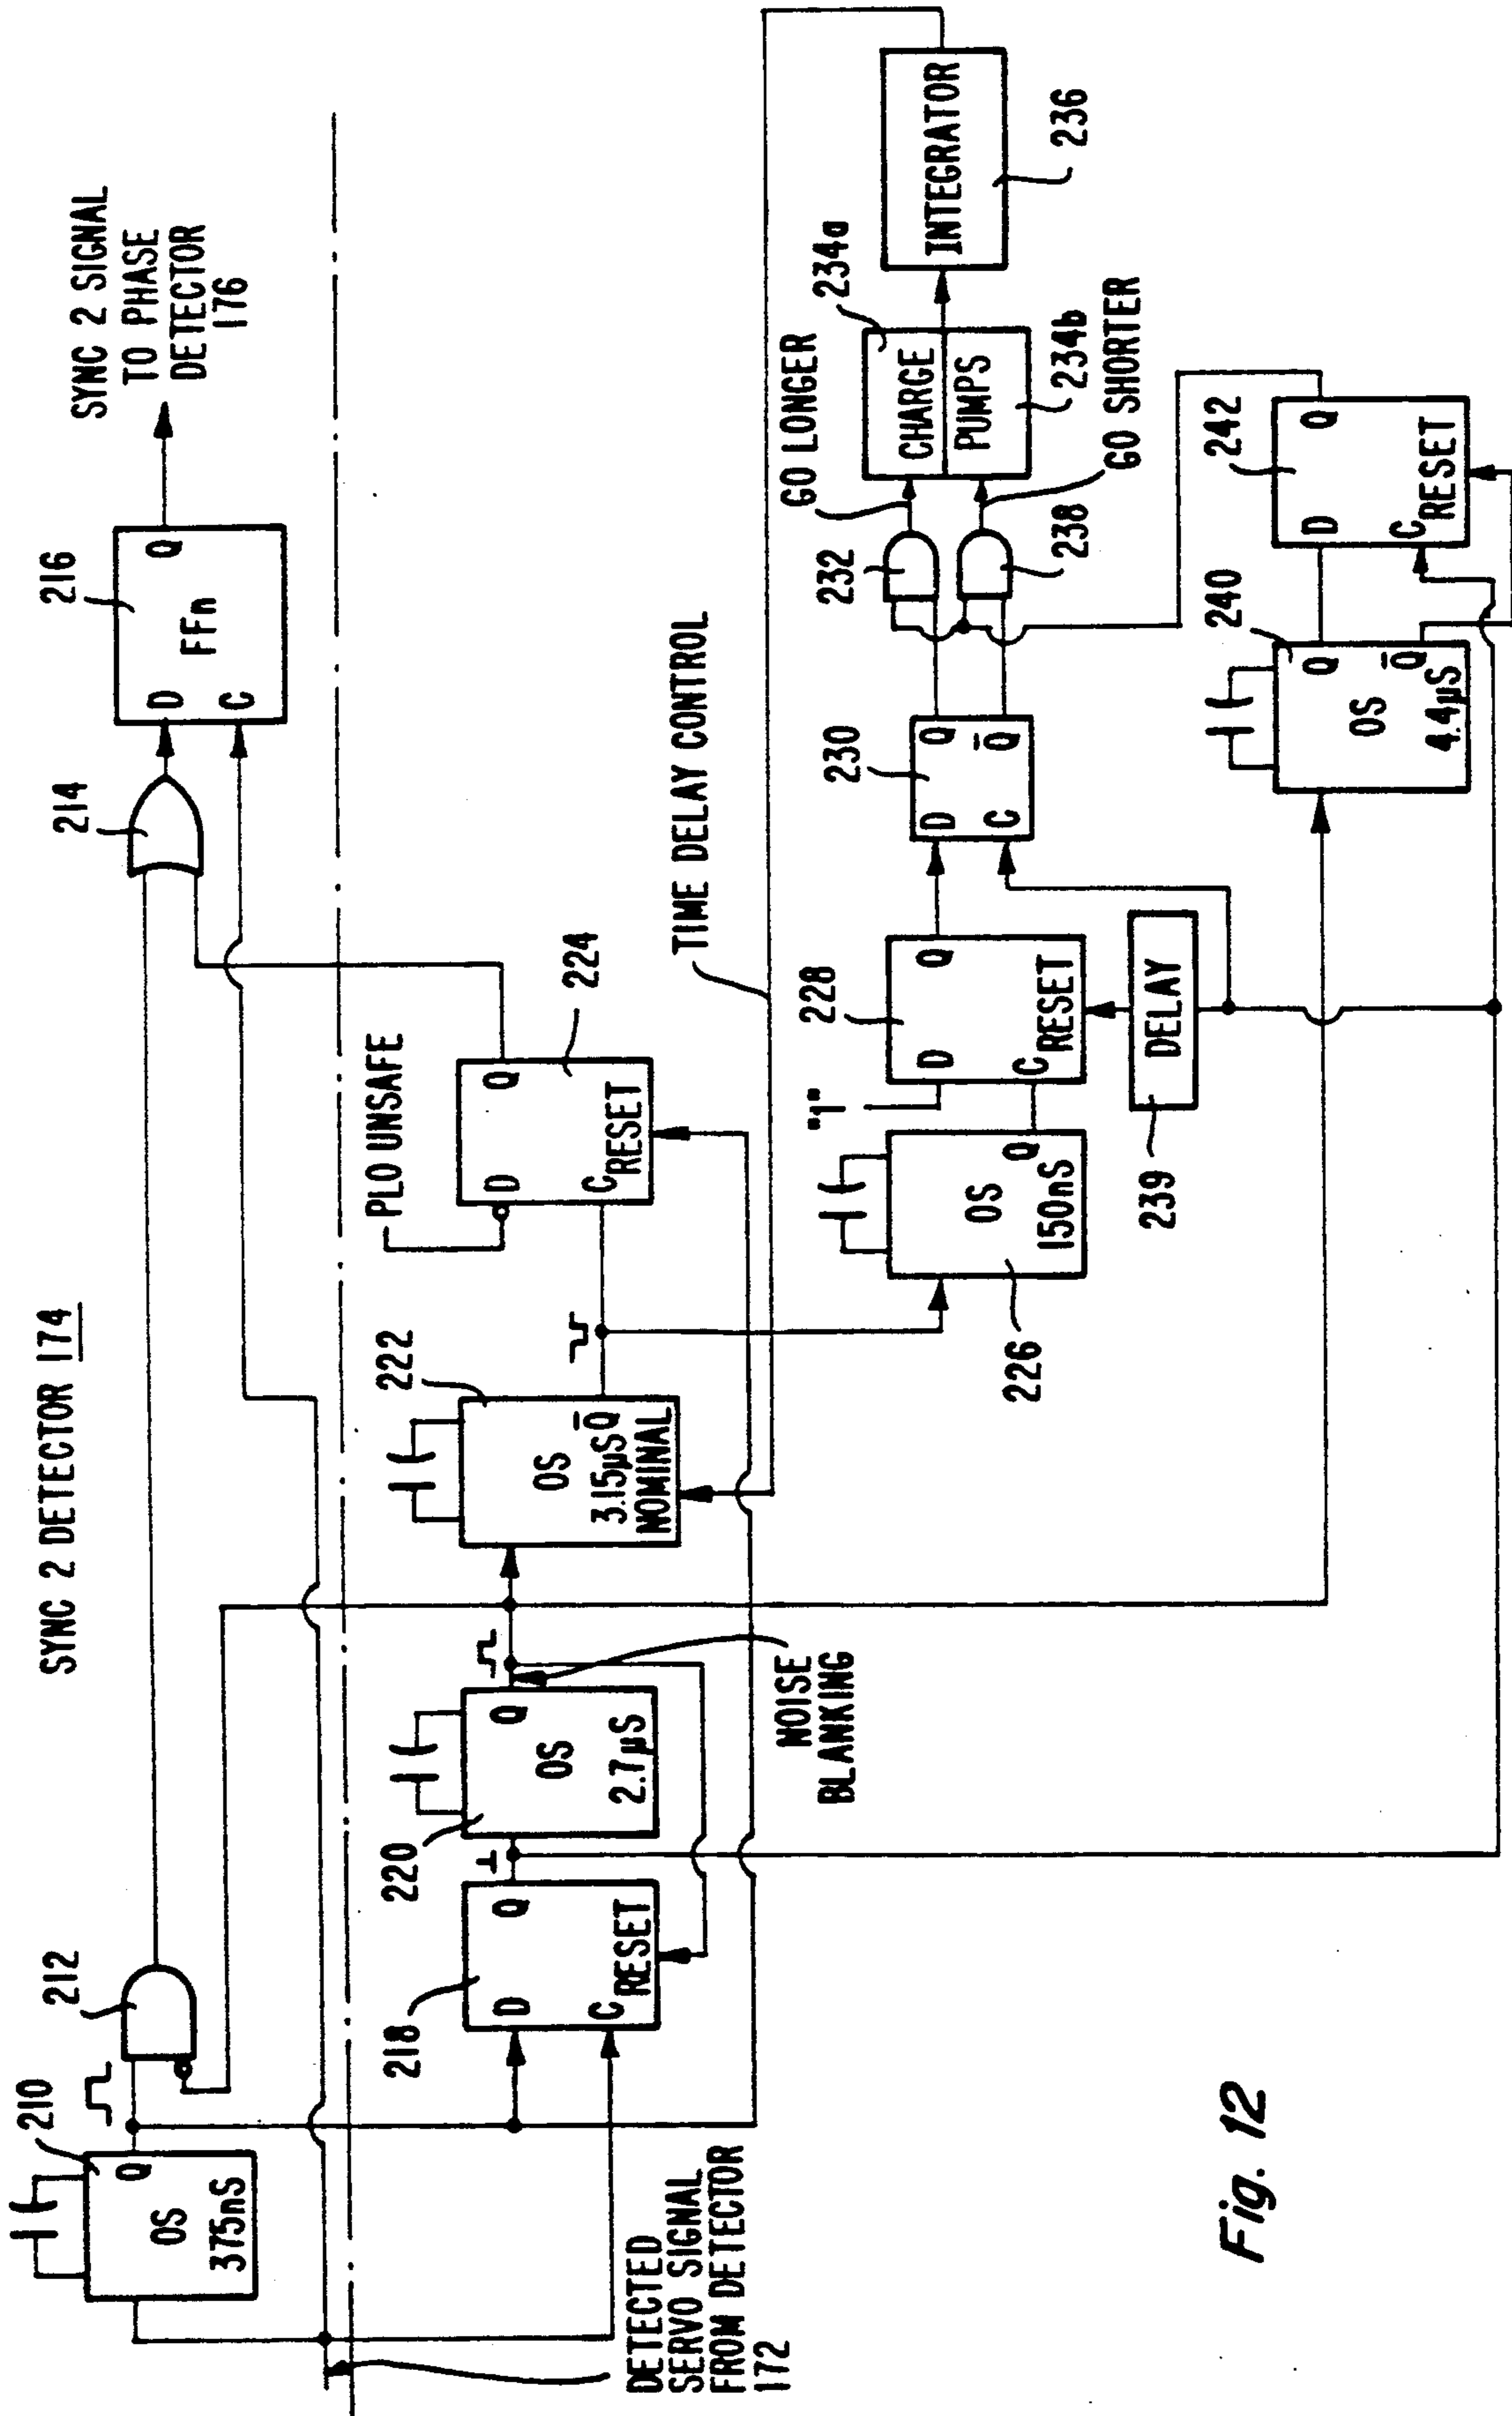 SYNC 2 DETECTOR 174
SYNC 2 SIGNAL
TO PHASE
DETECTOR
176
210
OS
375nS
Q
212
214
216
D
C
FFn
Q
DETECTED
SERVO SIGNAL
FROM DETECTOR
172
218
D
C
RESET
Q
220
OS
2.7µS
Q
NOISE
BLANKING
222
OS
3.15µS Q̅
NOMINAL
PLO UNSAFE
224
D
C
RESET
Q
TIME DELAY CONTROL
226
OS
150nS
Q
"1"
228
D
C
RESET
Q
239
DELAY
230
D
C
Q
Q̅
232
238
GO LONGER
GO SHORTER
234a
CHARGE
PUMPS
234b
INTEGRATOR
236
240
OS
4.4µS
Q
Q̅
242
D
C
RESET
Q
Fig. 12